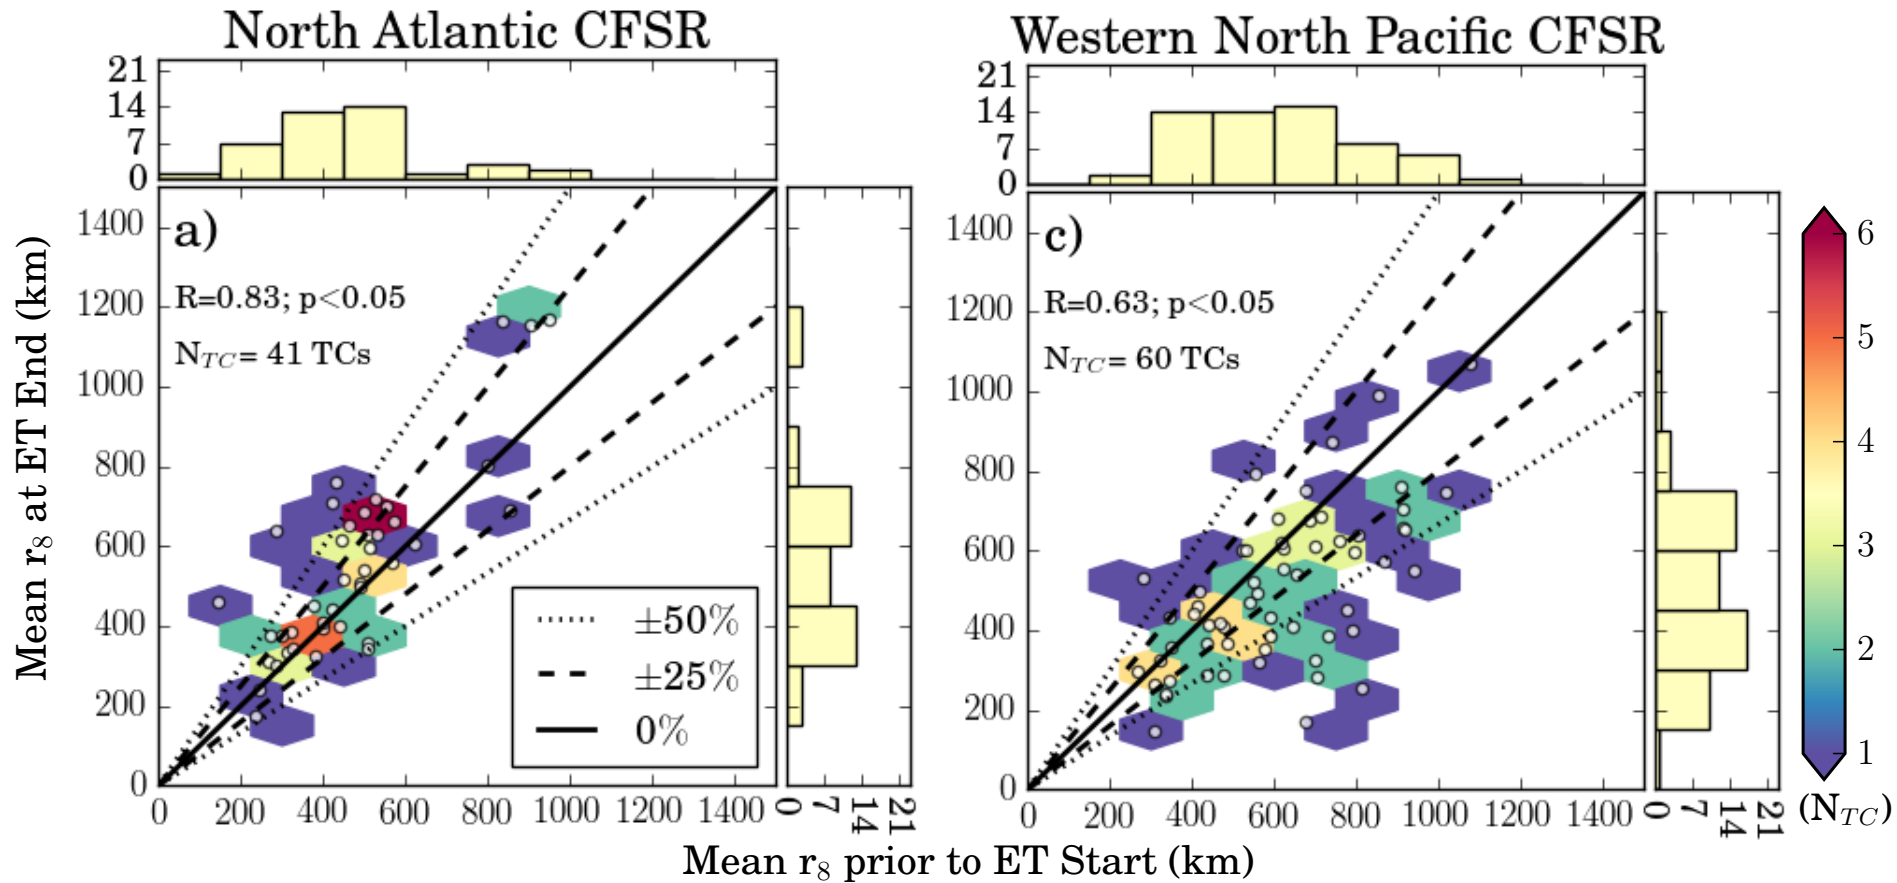 North Atlantic CFSR
21
14
7
0
1400
1200
1000
800
600
400
200
0
a)
R=0.83; p<0.05
N_TC= 41 TCs
±50%
±25%
0%
0 200 400 600 800 1000 1200 1400
0 7 14 21
Western North Pacific CFSR
21
14
7
0
1400
1200
1000
800
600
400
200
0
c)
R=0.63; p<0.05
N_TC= 60 TCs
0 200 400 600 800 1000 1200 1400
0 7 14 21
6
5
4
3
2
1
(N_TC)
Mean r₈ at ET End (km)
Mean r₈ prior to ET Start (km)